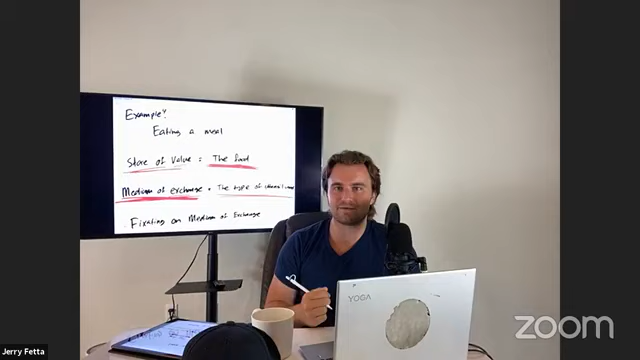 Example:
Eating a meal
Store of Value = The food
Medium of exchange = The type of utensil
Fixating on Medium of Exchange
YOGA
zoom
Jerry Fetta